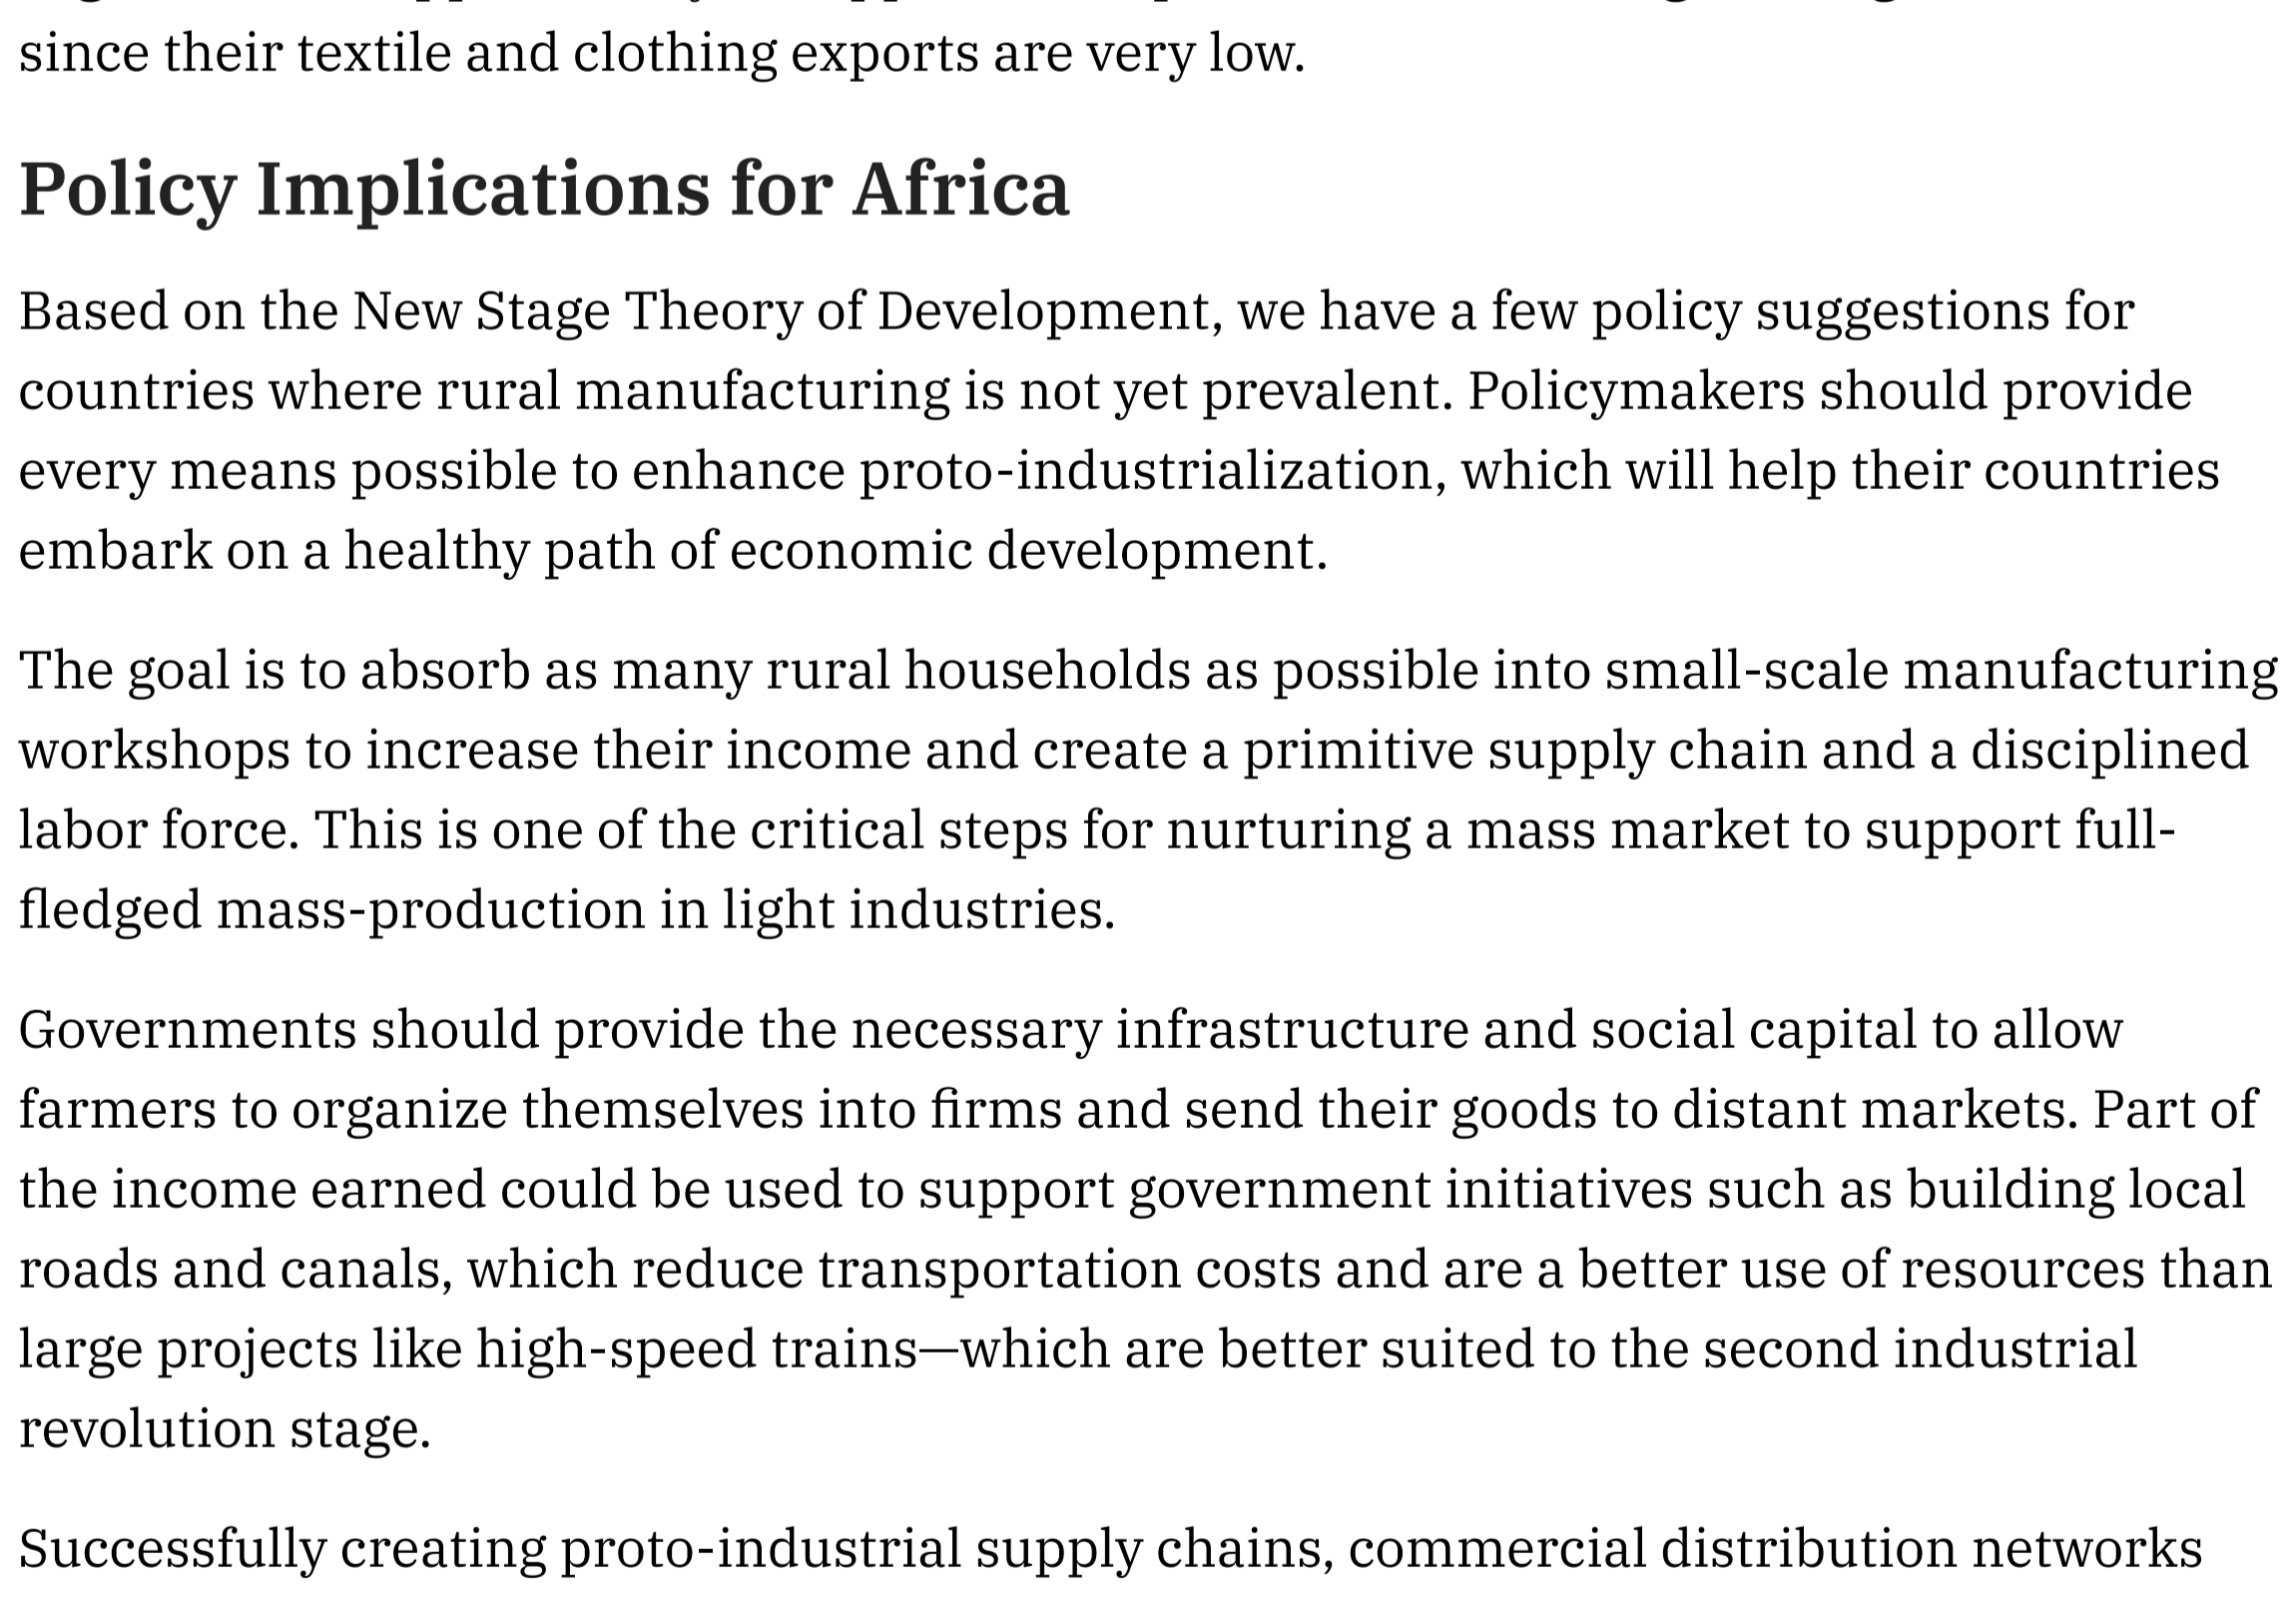 since their textile and clothing exports are very low.
Policy Implications for Africa
Based on the New Stage Theory of Development, we have a few policy suggestions for
countries where rural manufacturing is not yet prevalent. Policymakers should provide
every means possible to enhance proto-industrialization, which will help their countries
embark on a healthy path of economic development.
The goal is to absorb as many rural households as possible into small-scale manufacturing
workshops to increase their income and create a primitive supply chain and a disciplined
labor force. This is one of the critical steps for nurturing a mass market to support full-
fledged mass-production in light industries.
Governments should provide the necessary infrastructure and social capital to allow
farmers to organize themselves into firms and send their goods to distant markets. Part of
the income earned could be used to support government initiatives such as building local
roads and canals, which reduce transportation costs and are a better use of resources than
large projects like high-speed trains—which are better suited to the second industrial
revolution stage.
Successfully creating proto-industrial supply chains, commercial distribution networks